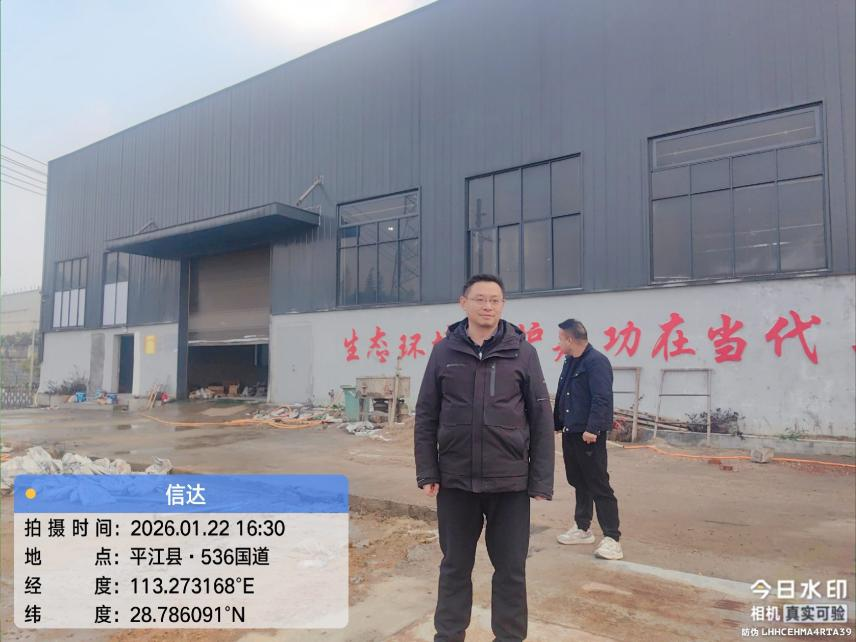 生态环 护 功在当代
信达
拍摄时间：2026.01.22 16:30
地 点：平江县·536国道
经 度：113.273168°E
纬 度：28.786091°N
今日水印
相机 真实可验
防伪 LHHCEHMA4RTA39